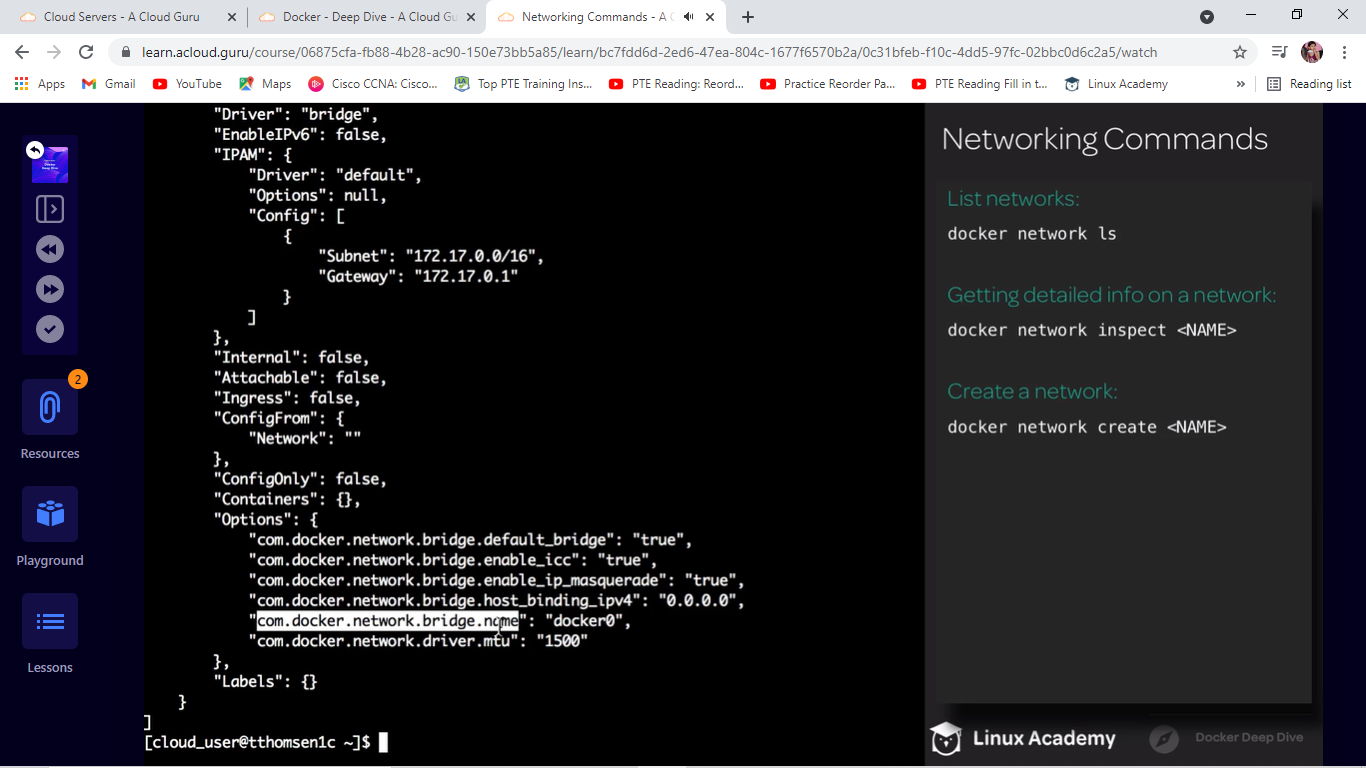 Cloud Servers - A Cloud Guru
Docker - Deep Dive - A Cloud Gu
Networking Commands - A C
learn.acloud.guru/course/06875cfa-fb88-4b28-ac90-150e73bb5a85/learn/bc7fdd6d-2ed6-47ea-804c-1677f6570b2a/0c31bfeb-f10c-4dd5-97fc-02bbc0d6c2a5/watch
Apps
Gmail
YouTube
Maps
Cisco CCNA: Cisco...
Top PTE Training Ins...
PTE Reading: Reord...
Practice Reorder Pa...
PTE Reading Fill in t...
Linux Academy
»
Reading list
Docker
Deep Dive
2
Resources
Playground
Lessons
"Driver": "bridge",
"EnableIPv6": false,
"IPAM": {
"Driver": "default",
"Options": null,
"Config": [
{
"Subnet": "172.17.0.0/16",
"Gateway": "172.17.0.1"
}
]
},
"Internal": false,
"Attachable": false,
"Ingress": false,
"ConfigFrom": {
"Network": ""
},
"ConfigOnly": false,
"Containers": {},
"Options": {
"com.docker.network.bridge.default_bridge": "true",
"com.docker.network.bridge.enable_icc": "true",
"com.docker.network.bridge.enable_ip_masquerade": "true",
"com.docker.network.bridge.host_binding_ipv4": "0.0.0.0",
"com.docker.network.bridge.name": "docker0",
"com.docker.network.driver.mtu": "1500"
},
"Labels": {}
}
]
[cloud_user@tthomsen1c ~]$
Networking Commands
List networks:
docker network ls
Getting detailed info on a network:
docker network inspect <NAME>
Create a network:
docker network create <NAME>
Linux Academy
Docker Deep Dive